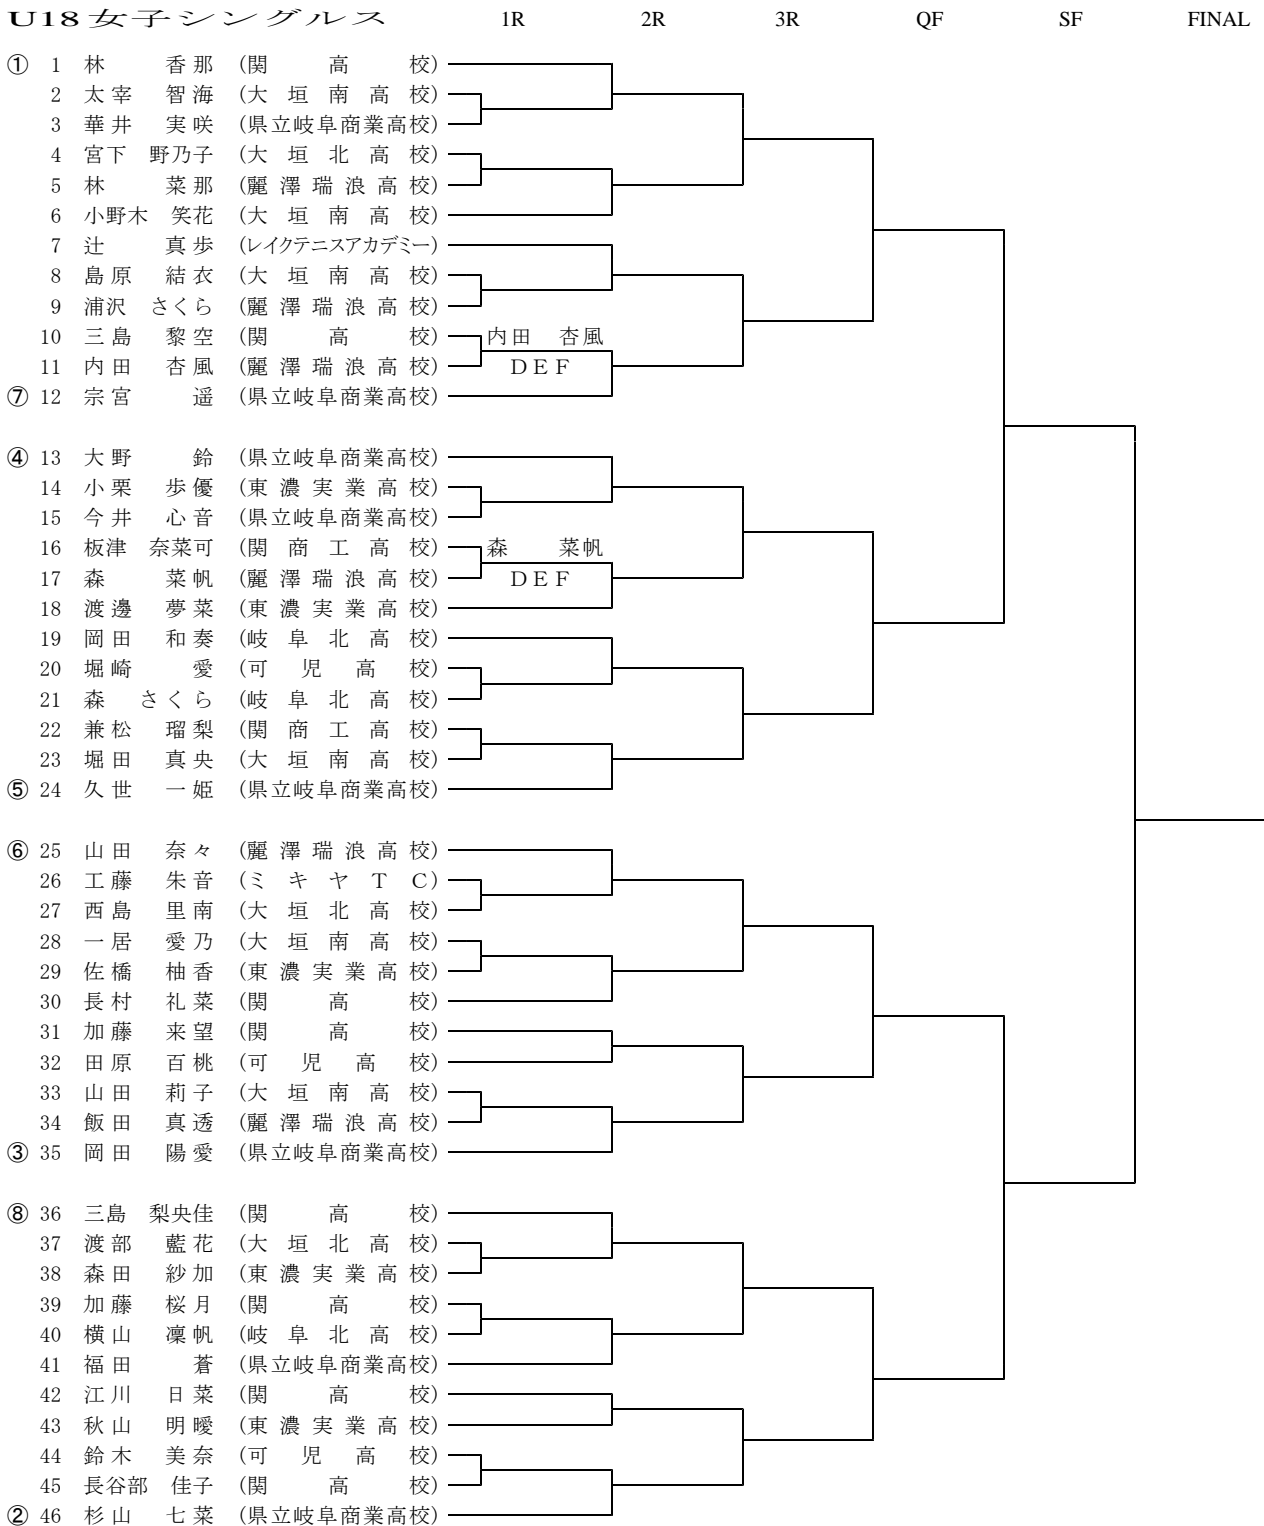 U18女子シングルス 1R 2R 3R QF SF FINAL
① 1 林 香那 (関高校)
2 太宰 智海 (大垣南高校)
3 華井 実咲 (県立岐阜商業高校)
4 宮下 野乃子 (大垣北高校)
5 林 菜那 (麗澤瑞浪高校)
6 小野木 笑花 (大垣南高校)
7 辻 真歩 (レイクテニスアカデミー)
8 島原 結衣 (大垣南高校)
9 浦沢 さくら (麗澤瑞浪高校)
10 三島 黎空 (関高校) 内田 杏風
11 内田 杏風 (麗澤瑞浪高校) DEF
⑦ 12 宗宮 遥 (県立岐阜商業高校)
④ 13 大野 鈴 (県立岐阜商業高校)
14 小栗 歩優 (東濃実業高校)
15 今井 心音 (県立岐阜商業高校)
16 板津 奈菜可 (関商工高校) 森 菜帆
17 森 菜帆 (麗澤瑞浪高校) DEF
18 渡邊 夢菜 (東濃実業高校)
19 岡田 和奏 (岐阜北高校)
20 堀崎 愛 (可児高校)
21 森 さくら (岐阜北高校)
22 兼松 瑠梨 (関商工高校)
23 堀田 真央 (大垣南高校)
⑤ 24 久世 一姫 (県立岐阜商業高校)
⑥ 25 山田 奈々 (麗澤瑞浪高校)
26 工藤 朱音 (ミキヤTC)
27 西島 里南 (大垣北高校)
28 一居 愛乃 (大垣南高校)
29 佐橋 柚香 (東濃実業高校)
30 長村 礼菜 (関高校)
31 加藤 来望 (関高校)
32 田原 百桃 (可児高校)
33 山田 莉子 (大垣南高校)
34 飯田 真透 (麗澤瑞浪高校)
③ 35 岡田 陽愛 (県立岐阜商業高校)
⑧ 36 三島 梨央佳 (関高校)
37 渡部 藍花 (大垣北高校)
38 森田 紗加 (東濃実業高校)
39 加藤 桜月 (関高校)
40 横山 凜帆 (岐阜北高校)
41 福田 蒼 (県立岐阜商業高校)
42 江川 日菜 (関高校)
43 秋山 明曖 (東濃実業高校)
44 鈴木 美奈 (可児高校)
45 長谷部 佳子 (関高校)
② 46 杉山 七菜 (県立岐阜商業高校)